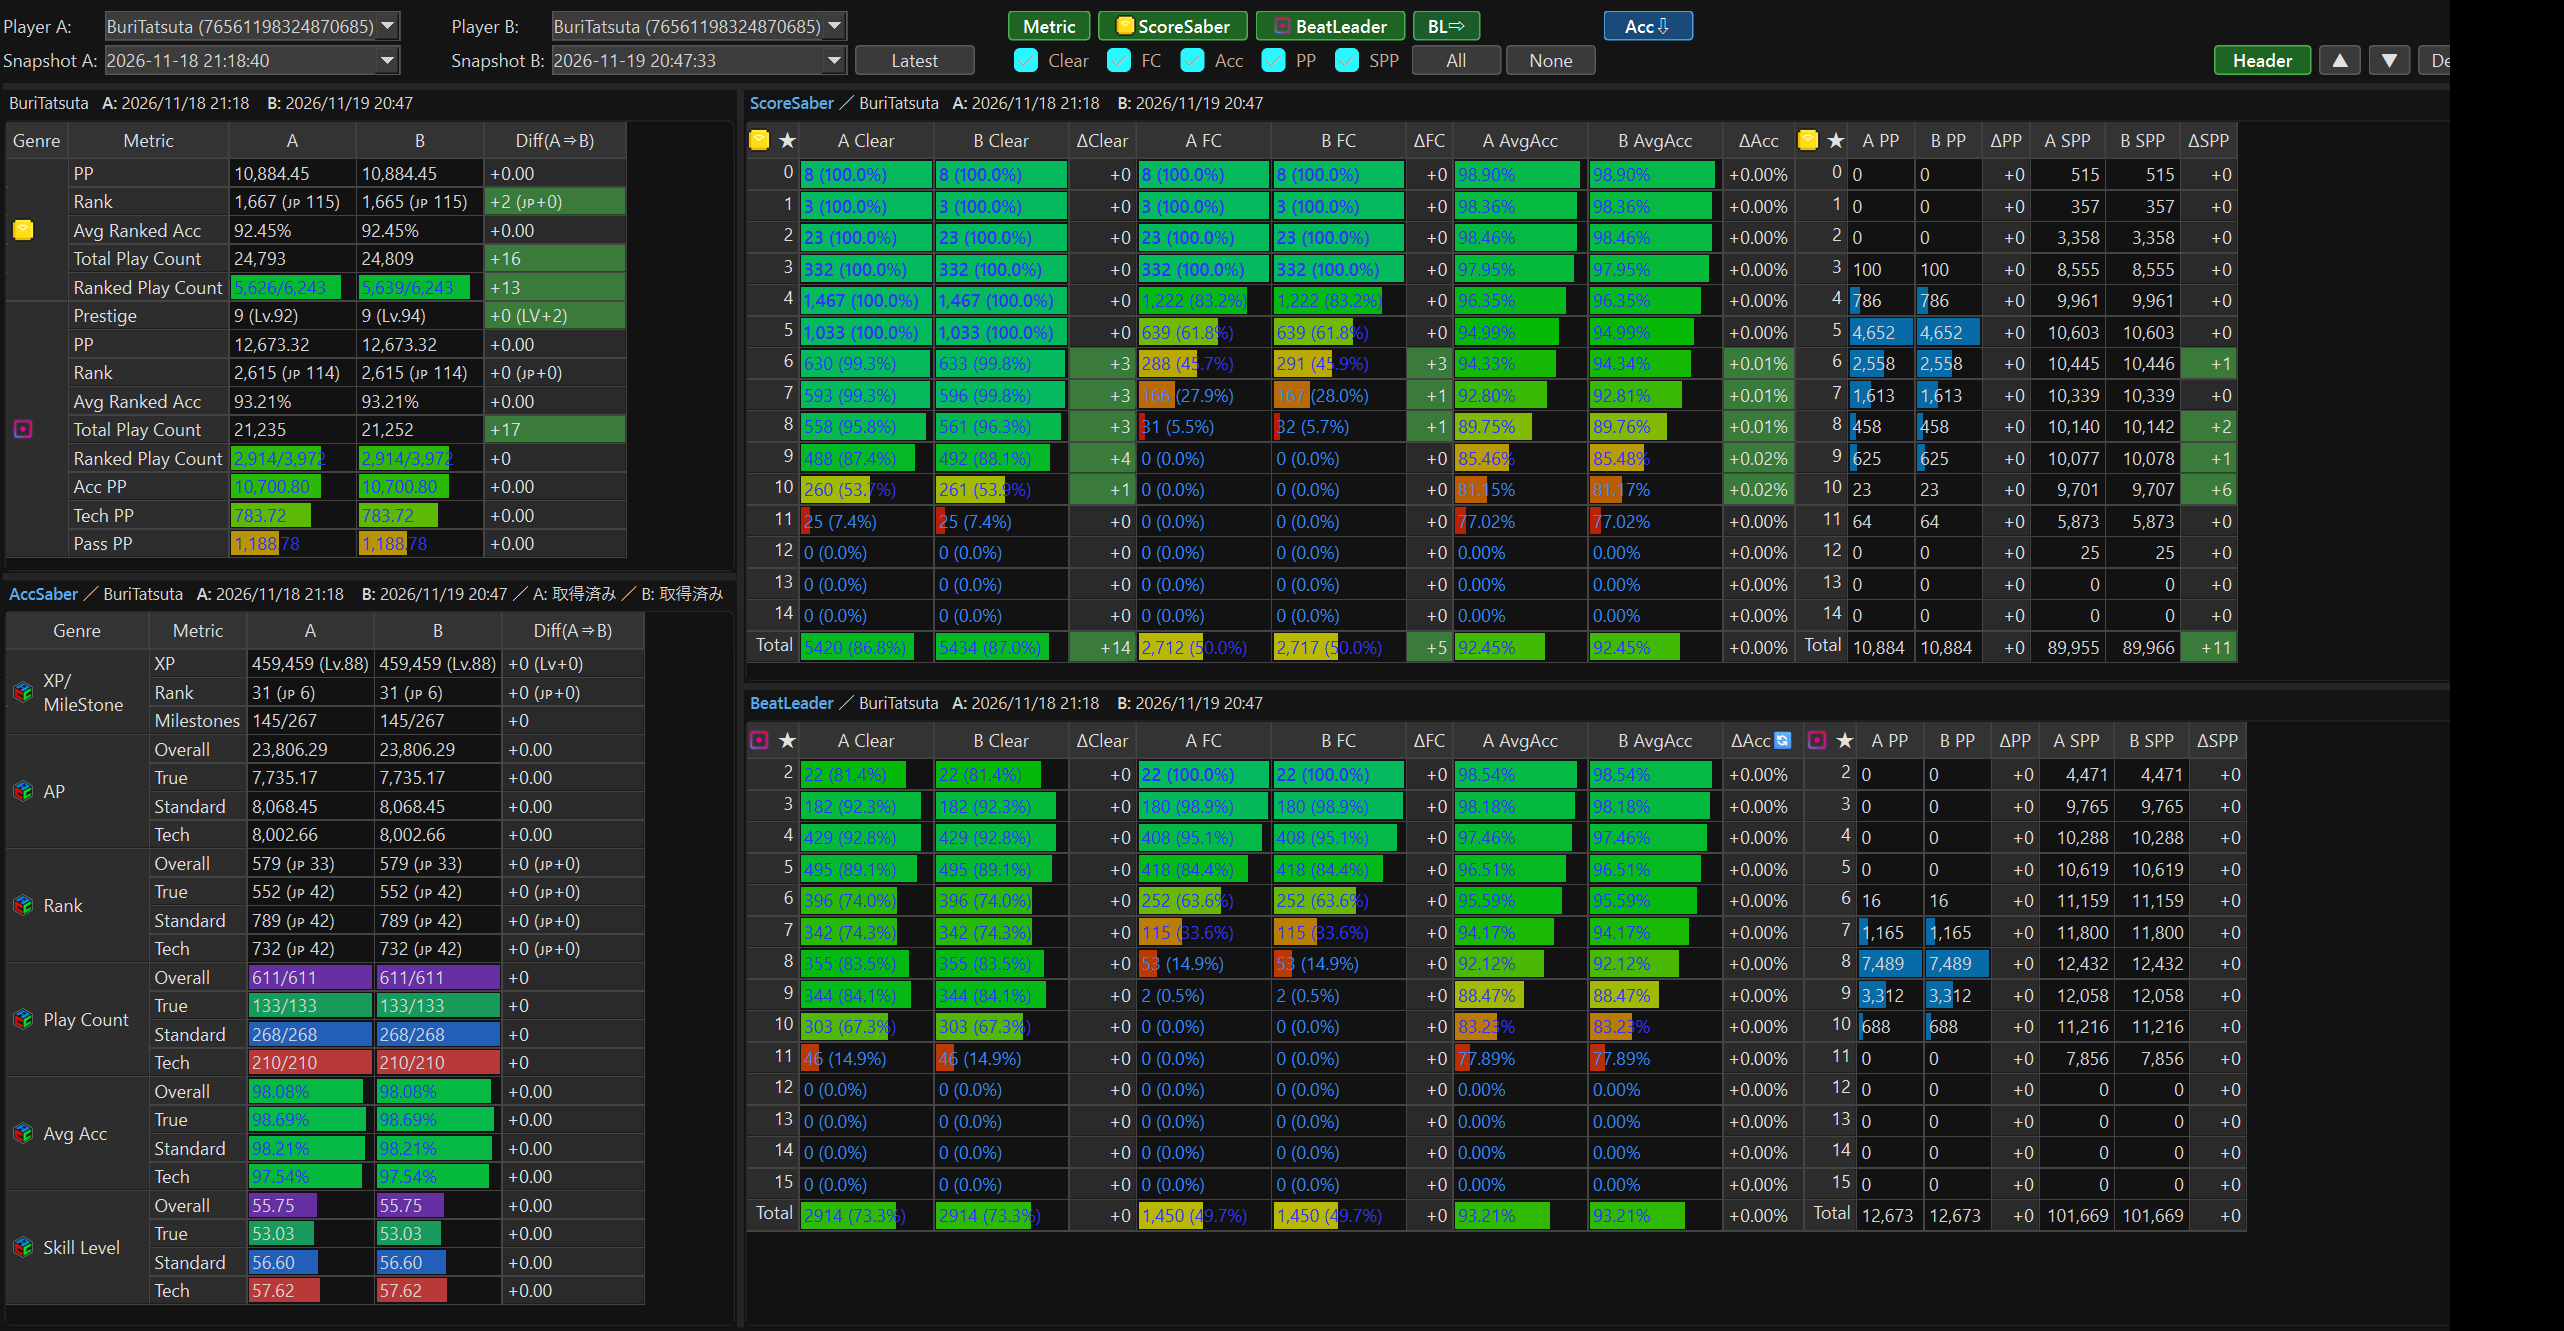 Player A: BuriTatsuta (76561198324870685) Player B: BuriTatsuta (76561198324870685) Metric ScoreSaber BeatLeader BL⇨ Acc⇩
Snapshot A: 2026-11-18 21:18:40 Snapshot B: 2026-11-19 20:47:33 Latest Clear FC Acc PP SPP All None Header ▲ ▼
BuriTatsuta A: 2026/11/18 21:18 B: 2026/11/19 20:47
Genre Metric A B Diff(A⇒B)
PP 10,884.45 10,884.45 +0.00
Rank 1,667 (JP 115) 1,665 (JP 115) +2 (JP+0)
Avg Ranked Acc 92.45% 92.45% +0.00
Total Play Count 24,793 24,809 +16
Ranked Play Count 5,626/6,243 5,639/6,243 +13
Prestige 9 (Lv.92) 9 (Lv.94) +0 (LV+2)
PP 12,673.32 12,673.32 +0.00
Rank 2,615 (JP 114) 2,615 (JP 114) +0 (JP+0)
Avg Ranked Acc 93.21% 93.21% +0.00
Total Play Count 21,235 21,252 +17
Ranked Play Count 2,914/3,972 2,914/3,972 +0
Acc PP 10,700.80 10,700.80 +0.00
Tech PP 783.72 783.72 +0.00
Pass PP 1,188.78 1,188.78 +0.00
AccSaber ／ BuriTatsuta A: 2026/11/18 21:18 B: 2026/11/19 20:47 ／ A: 取得済み ／ B: 取得済み
Genre Metric A B Diff(A⇒B)
XP/
MileStone
XP 459,459 (Lv.88) 459,459 (Lv.88) +0 (Lv+0)
Rank 31 (JP 6) 31 (JP 6) +0 (JP+0)
Milestones 145/267 145/267 +0
AP
Overall 23,806.29 23,806.29 +0.00
True 7,735.17 7,735.17 +0.00
Standard 8,068.45 8,068.45 +0.00
Tech 8,002.66 8,002.66 +0.00
Rank
Overall 579 (JP 33) 579 (JP 33) +0 (JP+0)
True 552 (JP 42) 552 (JP 42) +0 (JP+0)
Standard 789 (JP 42) 789 (JP 42) +0 (JP+0)
Tech 732 (JP 42) 732 (JP 42) +0 (JP+0)
Play Count
Overall 611/611 611/611 +0
True 133/133 133/133 +0
Standard 268/268 268/268 +0
Tech 210/210 210/210 +0
Avg Acc
Overall 98.08% 98.08% +0.00
True 98.69% 98.69% +0.00
Standard 98.21% 98.21% +0.00
Tech 97.54% 97.54% +0.00
Skill Level
Overall 55.75 55.75 +0.00
True 53.03 53.03 +0.00
Standard 56.60 56.60 +0.00
Tech 57.62 57.62 +0.00
ScoreSaber ／ BuriTatsuta A: 2026/11/18 21:18 B: 2026/11/19 20:47
★ A Clear B Clear ΔClear A FC B FC ΔFC A AvgAcc B AvgAcc ΔAcc ★ A PP B PP ΔPP A SPP B SPP ΔSPP
0 8 (100.0%) 8 (100.0%) +0 8 (100.0%) 8 (100.0%) +0 98.90% 98.90% +0.00% 0 0 0 +0 515 515 +0
1 3 (100.0%) 3 (100.0%) +0 3 (100.0%) 3 (100.0%) +0 98.36% 98.36% +0.00% 1 0 0 +0 357 357 +0
2 23 (100.0%) 23 (100.0%) +0 23 (100.0%) 23 (100.0%) +0 98.46% 98.46% +0.00% 2 0 0 +0 3,358 3,358 +0
3 332 (100.0%) 332 (100.0%) +0 332 (100.0%) 332 (100.0%) +0 97.95% 97.95% +0.00% 3 100 100 +0 8,555 8,555 +0
4 1,467 (100.0%) 1,467 (100.0%) +0 1,222 (83.2%) 1,222 (83.2%) +0 96.35% 96.35% +0.00% 4 786 786 +0 9,961 9,961 +0
5 1,033 (100.0%) 1,033 (100.0%) +0 639 (61.8%) 639 (61.8%) +0 94.99% 94.99% +0.00% 5 4,652 4,652 +0 10,603 10,603 +0
6 630 (99.3%) 633 (99.8%) +3 288 (45.7%) 291 (45.9%) +3 94.33% 94.34% +0.01% 6 2,558 2,558 +0 10,445 10,446 +1
7 593 (99.3%) 596 (99.8%) +3 166 (27.9%) 167 (28.0%) +1 92.80% 92.81% +0.01% 7 1,613 1,613 +0 10,339 10,339 +0
8 558 (95.8%) 561 (96.3%) +3 31 (5.5%) 32 (5.7%) +1 89.75% 89.76% +0.01% 8 458 458 +0 10,140 10,142 +2
9 488 (87.4%) 492 (88.1%) +4 0 (0.0%) 0 (0.0%) +0 85.46% 85.48% +0.02% 9 625 625 +0 10,077 10,078 +1
10 260 (53.7%) 261 (53.9%) +1 0 (0.0%) 0 (0.0%) +0 81.15% 81.17% +0.02% 10 23 23 +0 9,701 9,707 +6
11 25 (7.4%) 25 (7.4%) +0 0 (0.0%) 0 (0.0%) +0 77.02% 77.02% +0.00% 11 64 64 +0 5,873 5,873 +0
12 0 (0.0%) 0 (0.0%) +0 0 (0.0%) 0 (0.0%) +0 0.00% 0.00% +0.00% 12 0 0 +0 25 25 +0
13 0 (0.0%) 0 (0.0%) +0 0 (0.0%) 0 (0.0%) +0 0.00% 0.00% +0.00% 13 0 0 +0 0 0 +0
14 0 (0.0%) 0 (0.0%) +0 0 (0.0%) 0 (0.0%) +0 0.00% 0.00% +0.00% 14 0 0 +0 0 0 +0
Total 5420 (86.8%) 5434 (87.0%) +14 2,712 (50.0%) 2,717 (50.0%) +5 92.45% 92.45% +0.00% Total 10,884 10,884 +0 89,955 89,966 +11
BeatLeader ／ BuriTatsuta A: 2026/11/18 21:18 B: 2026/11/19 20:47
★ A Clear B Clear ΔClear A FC B FC ΔFC A AvgAcc B AvgAcc ΔAcc ★ A PP B PP ΔPP A SPP B SPP ΔSPP
2 22 (81.4%) 22 (81.4%) +0 22 (100.0%) 22 (100.0%) +0 98.54% 98.54% +0.00% 2 0 0 +0 4,471 4,471 +0
3 182 (92.3%) 182 (92.3%) +0 180 (98.9%) 180 (98.9%) +0 98.18% 98.18% +0.00% 3 0 0 +0 9,765 9,765 +0
4 429 (92.8%) 429 (92.8%) +0 408 (95.1%) 408 (95.1%) +0 97.46% 97.46% +0.00% 4 0 0 +0 10,288 10,288 +0
5 495 (89.1%) 495 (89.1%) +0 418 (84.4%) 418 (84.4%) +0 96.51% 96.51% +0.00% 5 0 0 +0 10,619 10,619 +0
6 396 (74.0%) 396 (74.0%) +0 252 (63.6%) 252 (63.6%) +0 95.59% 95.59% +0.00% 6 16 16 +0 11,159 11,159 +0
7 342 (74.3%) 342 (74.3%) +0 115 (33.6%) 115 (33.6%) +0 94.17% 94.17% +0.00% 7 1,165 1,165 +0 11,800 11,800 +0
8 355 (83.5%) 355 (83.5%) +0 53 (14.9%) 53 (14.9%) +0 92.12% 92.12% +0.00% 8 7,489 7,489 +0 12,432 12,432 +0
9 344 (84.1%) 344 (84.1%) +0 2 (0.5%) 2 (0.5%) +0 88.47% 88.47% +0.00% 9 3,312 3,312 +0 12,058 12,058 +0
10 303 (67.3%) 303 (67.3%) +0 0 (0.0%) 0 (0.0%) +0 83.23% 83.23% +0.00% 10 688 688 +0 11,216 11,216 +0
11 46 (14.9%) 46 (14.9%) +0 0 (0.0%) 0 (0.0%) +0 77.89% 77.89% +0.00% 11 0 0 +0 7,856 7,856 +0
12 0 (0.0%) 0 (0.0%) +0 0 (0.0%) 0 (0.0%) +0 0.00% 0.00% +0.00% 12 0 0 +0 0 0 +0
13 0 (0.0%) 0 (0.0%) +0 0 (0.0%) 0 (0.0%) +0 0.00% 0.00% +0.00% 13 0 0 +0 0 0 +0
14 0 (0.0%) 0 (0.0%) +0 0 (0.0%) 0 (0.0%) +0 0.00% 0.00% +0.00% 14 0 0 +0 0 0 +0
15 0 (0.0%) 0 (0.0%) +0 0 (0.0%) 0 (0.0%) +0 0.00% 0.00% +0.00% 15 0 0 +0 0 0 +0
Total 2914 (73.3%) 2914 (73.3%) +0 1,450 (49.7%) 1,450 (49.7%) +0 93.21% 93.21% +0.00% Total 12,673 12,673 +0 101,669 101,669 +0